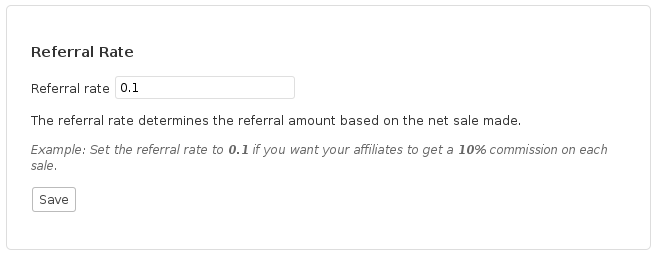 Referral Rate
Referral rate 0.1
The referral rate determines the referral amount based on the net sale made.
Example: Set the referral rate to 0.1 if you want your affiliates to get a 10% commission on each
sale.
Save